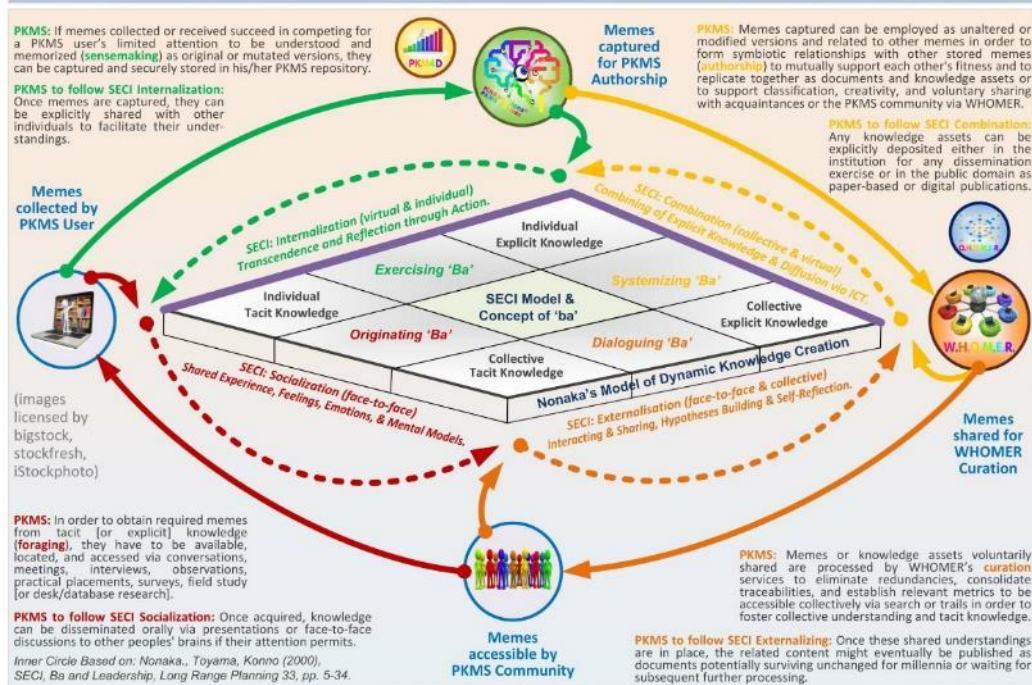 PKMS: If memes collected or received succeed in competing for
a PKMS user's limited attention to be understood and
memorized (sensemaking) as original or mutated versions, they
can be captured and securely stored in his/her PKMS repository.
PKMS to follow SECI Internalization:
Once memes are captured, they can
be explicitly shared with other
individuals to facilitate their under-
standings.
PKM4D
Memes
captured
for PKMS
Authorship
PKMS: Memes captured can be employed as unaltered or
modified versions and related to other memes in order to
form symbiotic relationships with other stored memes
(authorship) to mutually support each other's fitness and to
replicate together as documents and knowledge assets or
to support classification, creativity, and voluntary sharing
with acquaintances or the PKMS community via WHOMER.
PKMS to follow SECI Combination:
Any knowledge assets can be
explicitly deposited either in the
institution for any dissemination
exercise or in the public domain as
paper-based or digital publications.
Memes
collected by
PKMS User
SECI: Internalization (virtual & individual)
Transcendence and Reflection through Action.
SECI: Combination (collective & virtual)
Combining of Explicit Knowledge & Diffusion via ICT.
Individual
Explicit Knowledge
Exercising 'Ba'
Systemizing 'Ba'
Individual
Tacit Knowledge
SECI Model &
Concept of 'ba'
Collective
Explicit Knowledge
Originating 'Ba'
Dialoguing 'Ba'
Collective
Tacit Knowledge
Nonaka's Model of Dynamic Knowledge Creation
W.H.O.M.E.R.
SECI: Socialization (face-to-face)
Shared Experience, Feelings, Emotions, & Mental Models.
SECI: Externalisation (face-to-face & collective)
Interacting & Sharing, Hypotheses Building & Self-Reflection.
(images
licensed by
bigstock,
stockfresh,
iStockphoto)
Memes
shared for
WHOMER
Curation
PKMS: In order to obtain required memes
from tacit [or explicit] knowledge
(foraging), they have to be available,
located, and accessed via conversations,
meetings, interviews, observations,
practical placements, surveys, field study
[or desk/database research].
PKMS to follow SECI Socialization: Once acquired, knowledge
can be disseminated orally via presentations or face-to-face
discussions to other peoples' brains if their attention permits.
Inner Circle Based on: Nonaka., Toyama, Konno (2000),
SECI, Ba and Leadership, Long Range Planning 33, pp. 5-34.
Memes
accessible by
PKMS Community
PKMS: Memes or knowledge assets voluntarily
shared are processed by WHOMER's curation
services to eliminate redundancies, consolidate
traceabilities, and establish relevant metrics to be
accessible collectively via search or trails in order to
foster collective understanding and tacit knowledge.
PKMS to follow SECI Externalizing: Once these shared understandings
are in place, the related content might eventually be published as
documents potentially surviving unchanged for millennia or waiting for
subsequent further processing.